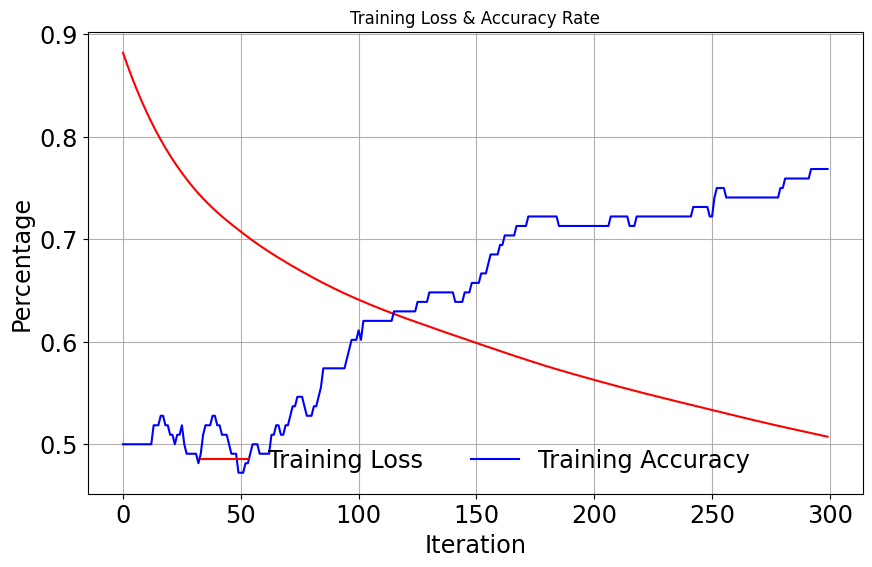 Training Loss & Accuracy Rate
0.9
0.8
0.7
0.6
0.5
Percentage
Training Loss Training Accuracy
0 50 100 150 200 250 300
Iteration